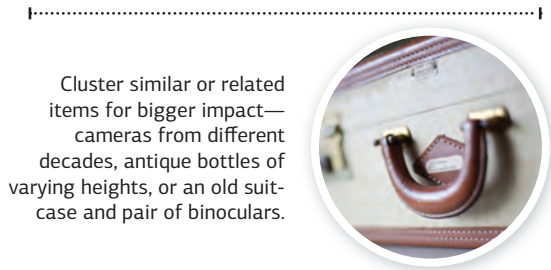 Cluster similar or related
items for bigger impact—
cameras from different
decades, antique bottles of
varying heights, or an old suit-
case and pair of binoculars.